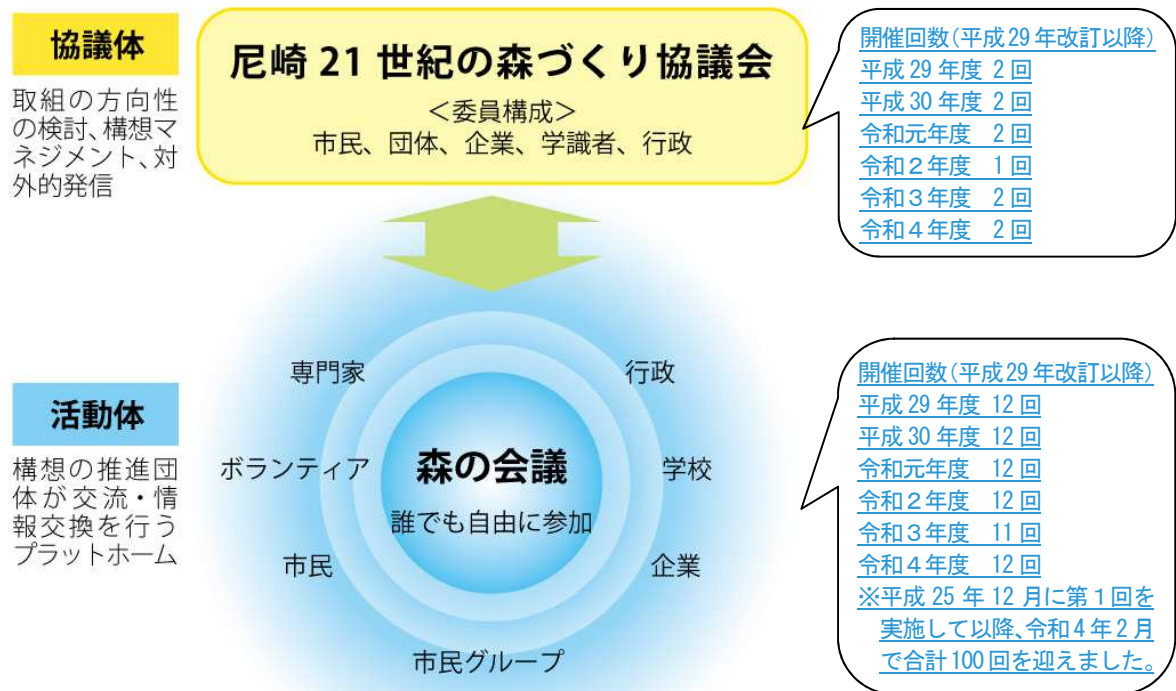 協議体
取組の方向性
の検討、構想マ
ネジメント、対
外的発信
尼崎 21 世紀の森づくり協議会
＜委員構成＞
市民、団体、企業、学識者、行政
開催回数(平成29年改訂以降)
平成 29 年度 2 回
平成 30 年度 2 回
令和元年度 2 回
令和２年度 1 回
令和３年度 2 回
令和４年度 2 回
活動体
構想の推進団
体が交流・情
報交換を行う
プラットホーム
専門家
行政
ボランティア
森の会議
学校
誰でも自由に参加
市民
企業
市民グループ
開催回数(平成29年改訂以降)
平成 29 年度 12 回
平成 30 年度 12 回
令和元年度 12 回
令和２年度 12 回
令和３年度 11 回
令和４年度 12 回
※平成 25 年 12 月に第１回を
実施して以降、令和４年２月
で合計100回を迎えました。